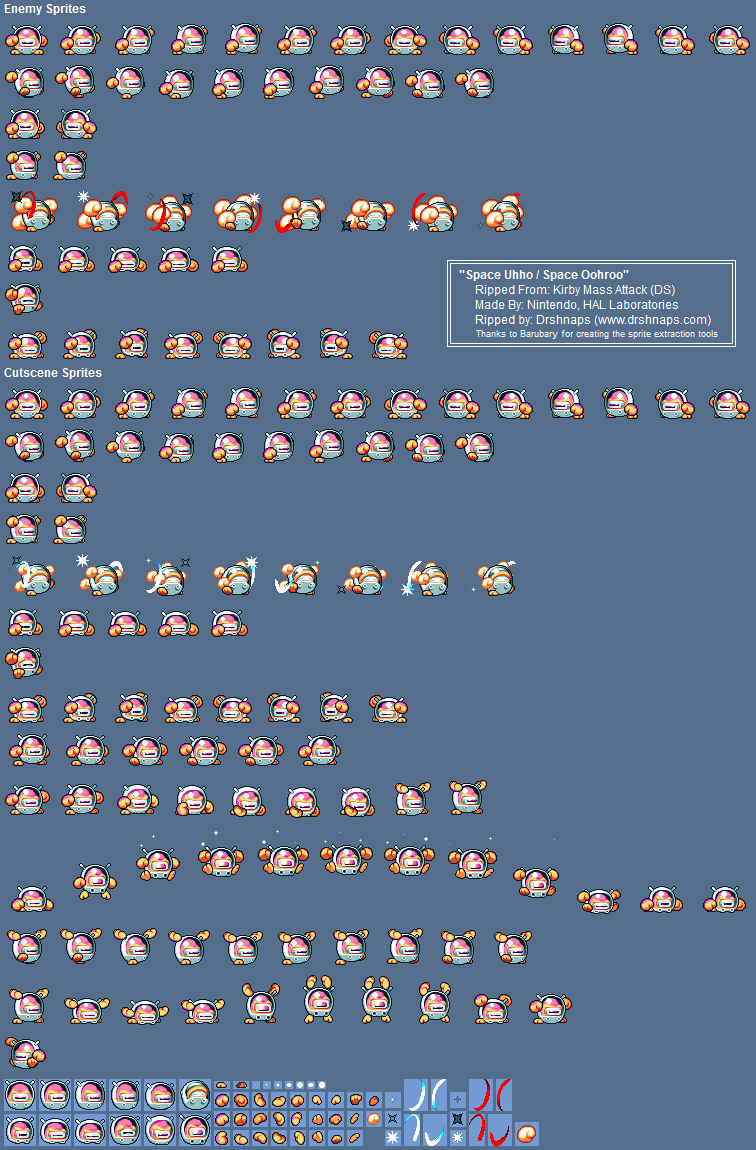 Enemy Sprites
"Space Uhho / Space Oohroo"
Ripped From: Kirby Mass Attack (DS)
Made By: Nintendo, HAL Laboratories
Ripped by: Drshnaps (www.drshnaps.com)
Thanks to Barubary for creating the sprite extraction tools
Cutscene Sprites